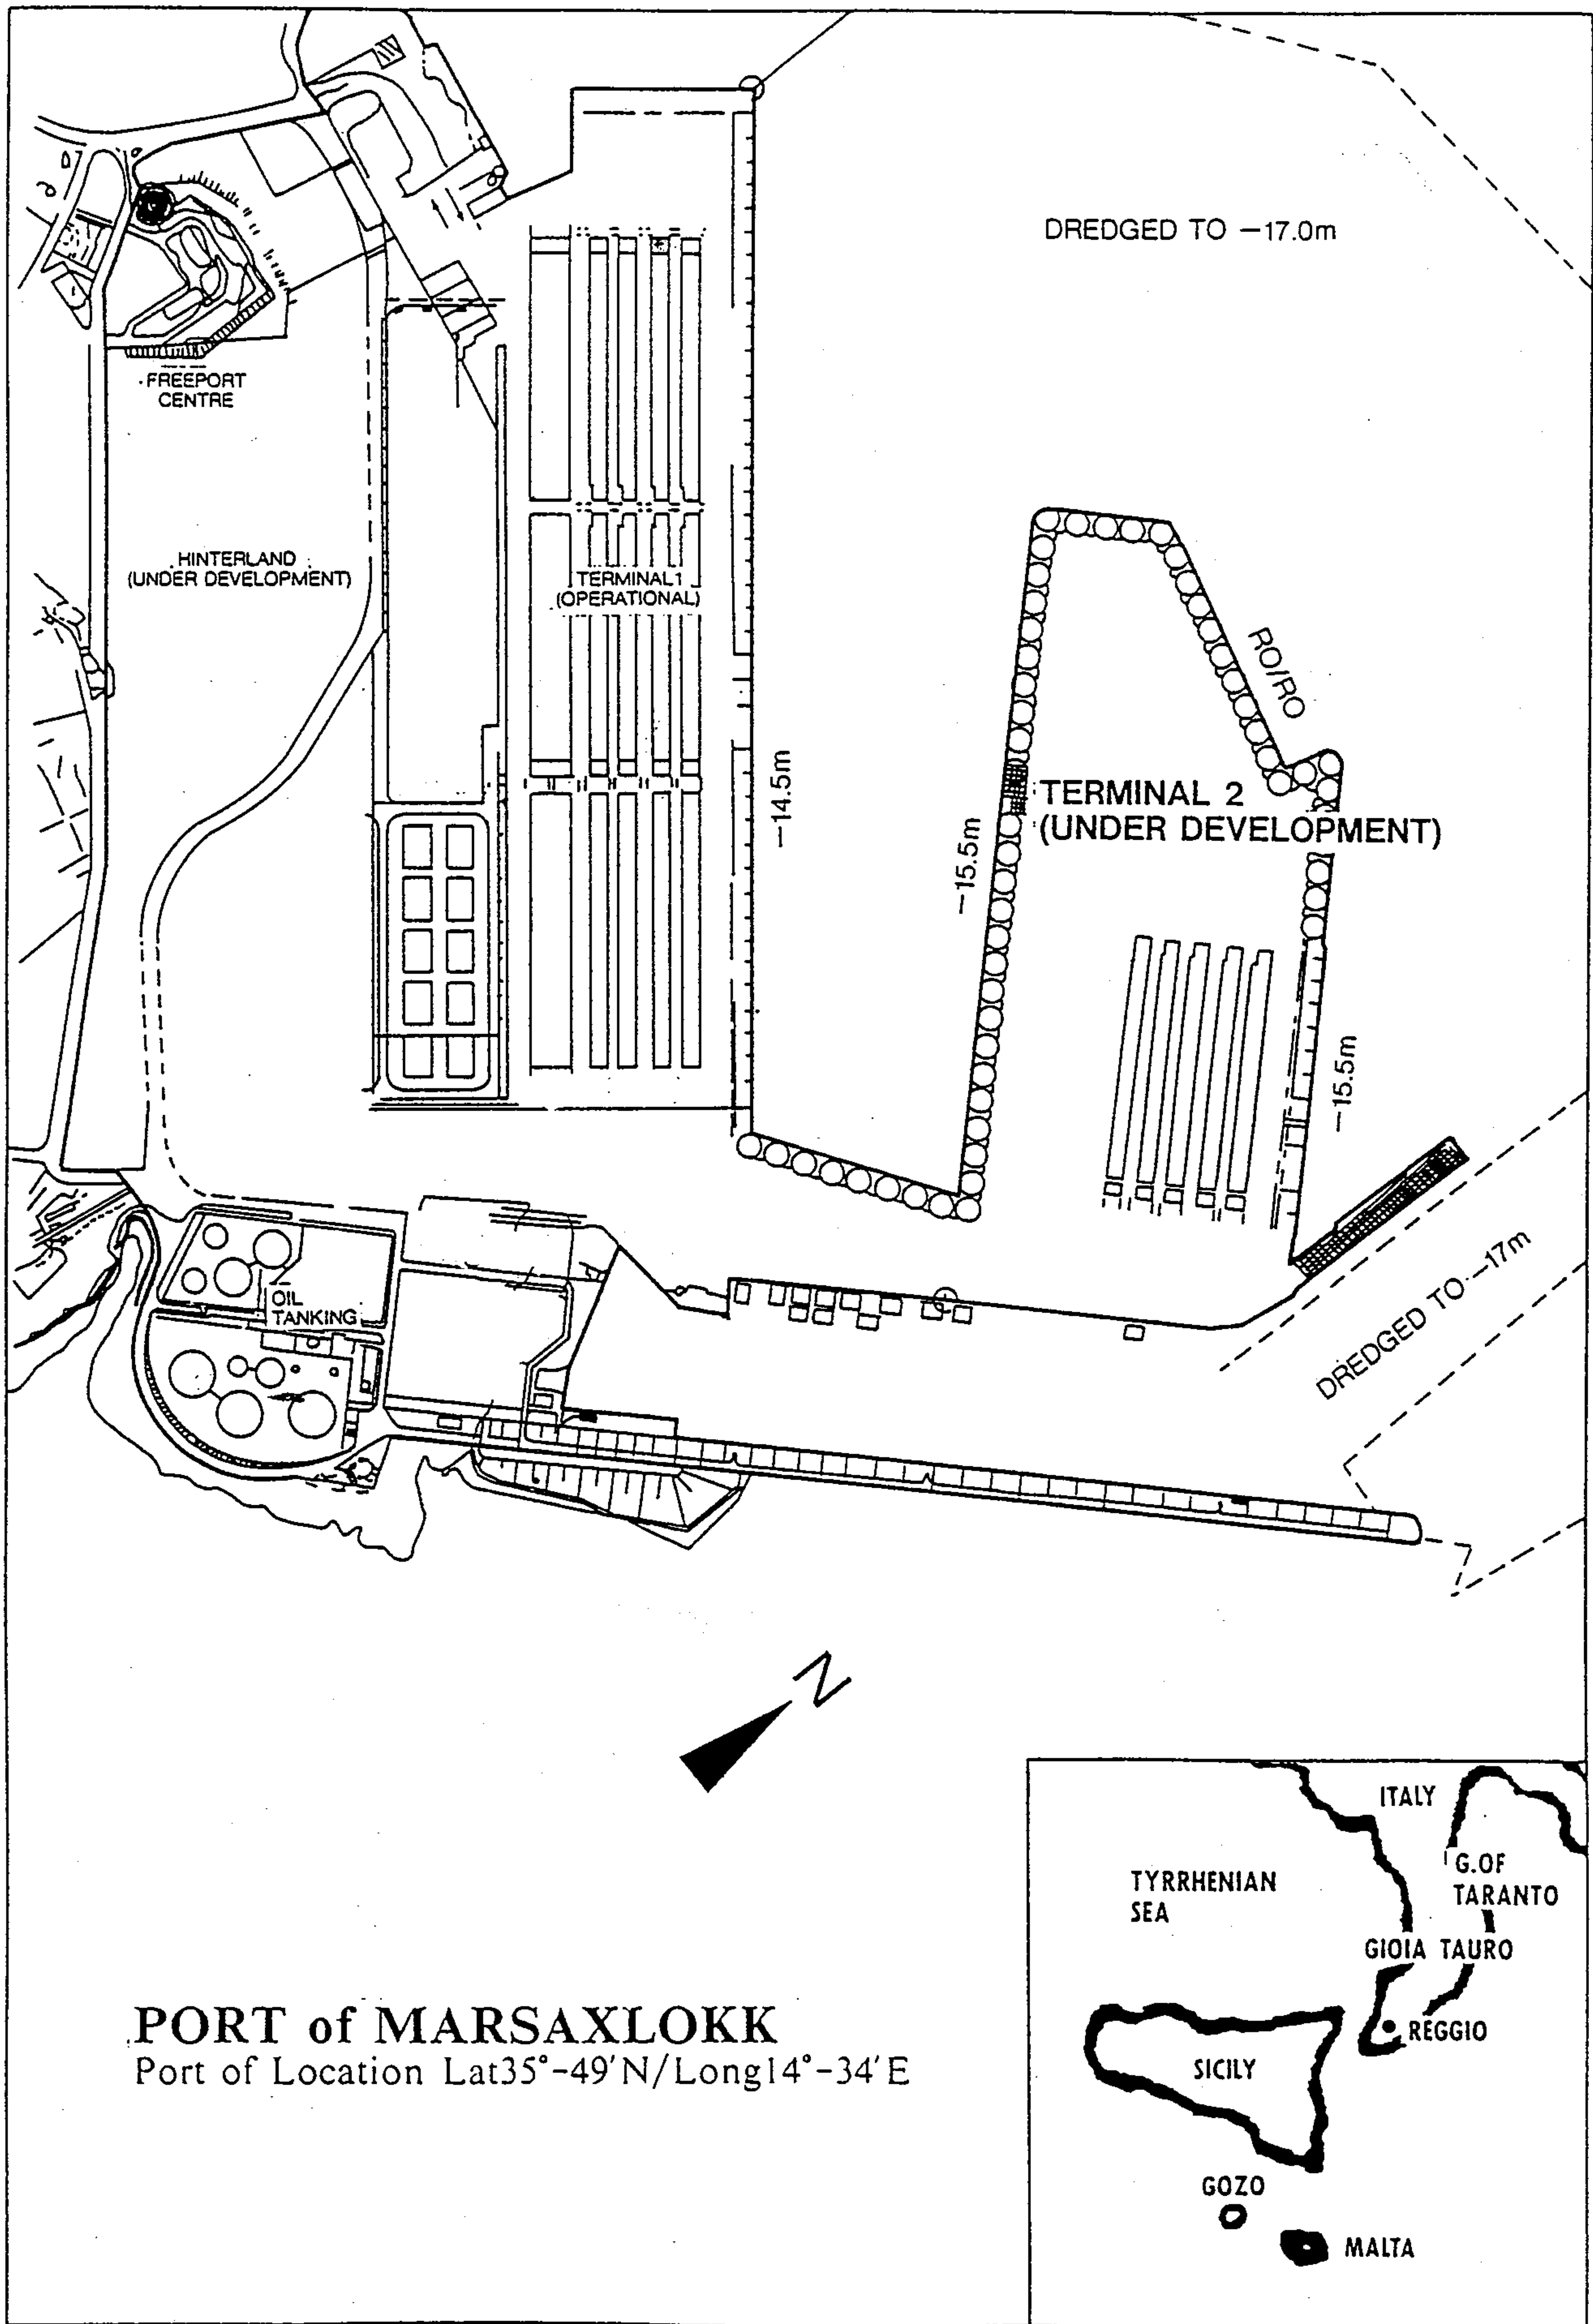 DREDGED TO −17.0m
FREEPORT
CENTRE
HINTERLAND
(UNDER DEVELOPMENT)
TERMINAL 1
(OPERATIONAL)
RO/RO
−14.5m
TERMINAL 2
(UNDER DEVELOPMENT)
−15.5m
−15.5m
OIL
TANKING
DREDGED TO −17m
N
ITALY
G.OF
TARANTO
TYRRHENIAN
SEA
GIOIA TAURO
REGGIO
SICILY
GOZO
MALTA
PORT of MARSAXLOKK
Port of Location Lat35°-49′N/Long14°-34′E